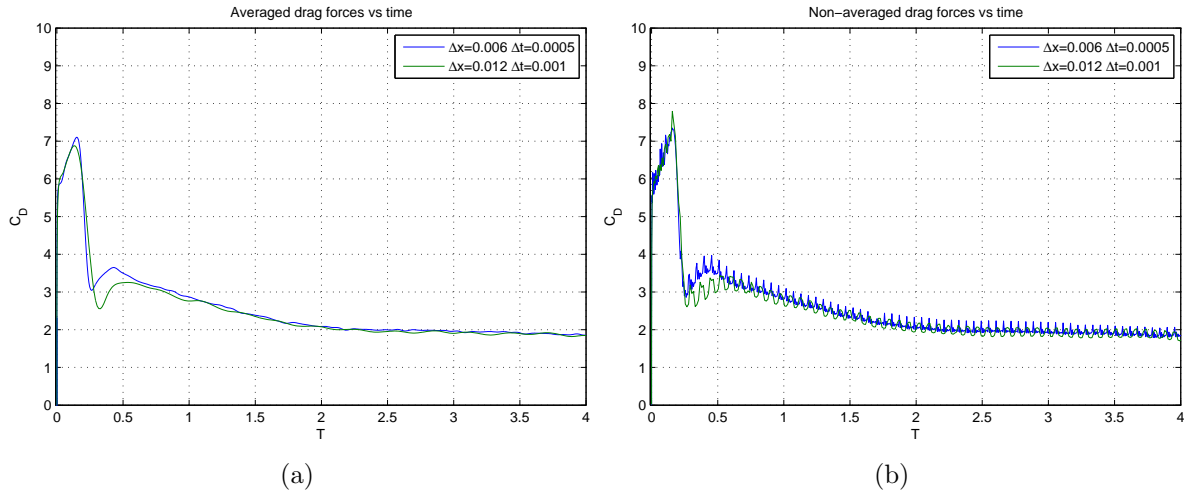 Averaged drag forces vs time
10
9
8
7
6
5
4
3
2
1
0
C_D
0 0.5 1 1.5 2 2.5 3 3.5 4
T
Δx=0.006 Δt=0.0005
Δx=0.012 Δt=0.001
(a)
Non−averaged drag forces vs time
10
9
8
7
6
5
4
3
2
1
0
C_D
0 0.5 1 1.5 2 2.5 3 3.5 4
T
Δx=0.006 Δt=0.0005
Δx=0.012 Δt=0.001
(b)